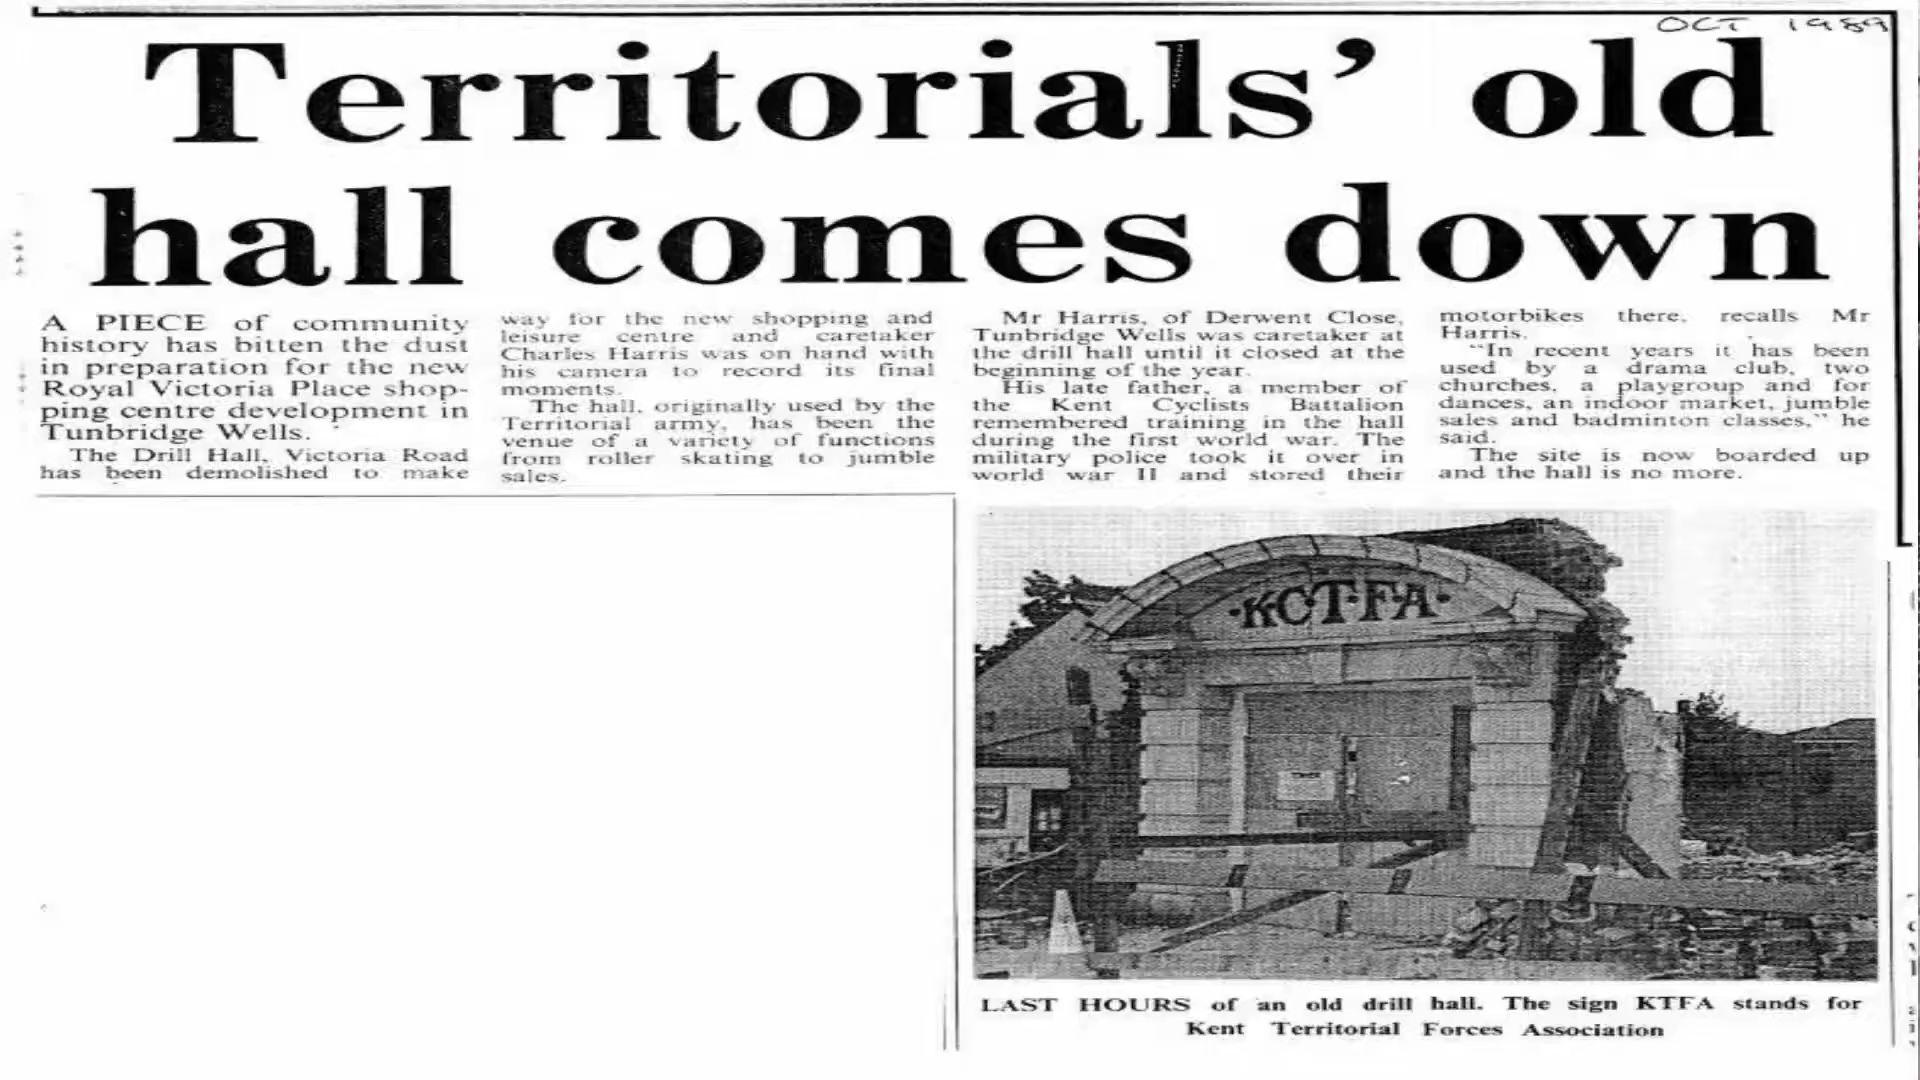 OCT 1989
Territorials' old
hall comes down
A PIECE of community
history has bitten the dust
in preparation for the new
Royal Victoria Place shop-
ping centre development in
Tunbridge Wells.
The Drill Hall, Victoria Road
has been demolished to make
way for the new shopping and
leisure centre and caretaker
Charles Harris was on hand with
his camera to record its final
moments.
The hall, originally used by the
Territorial army, has been the
venue of a variety of functions
from roller skating to jumble
sales.
Mr Harris, of Derwent Close,
Tunbridge Wells was caretaker at
the drill hall until it closed at the
beginning of the year.
His late father, a member of
the Kent Cyclists Battalion
remembered training in the hall
during the first world war. The
military police took it over in
world war II and stored their
motorbikes there, recalls Mr
Harris.
"In recent years it has been
used by a drama club, two
churches, a playgroup and for
dances, an indoor market, jumble
sales and badminton classes," he
said.
The site is now boarded up
and the hall is no more.
·K·C·T·F·A·
LAST HOURS of an old drill hall. The sign KTFA stands for
Kent Territorial Forces Association